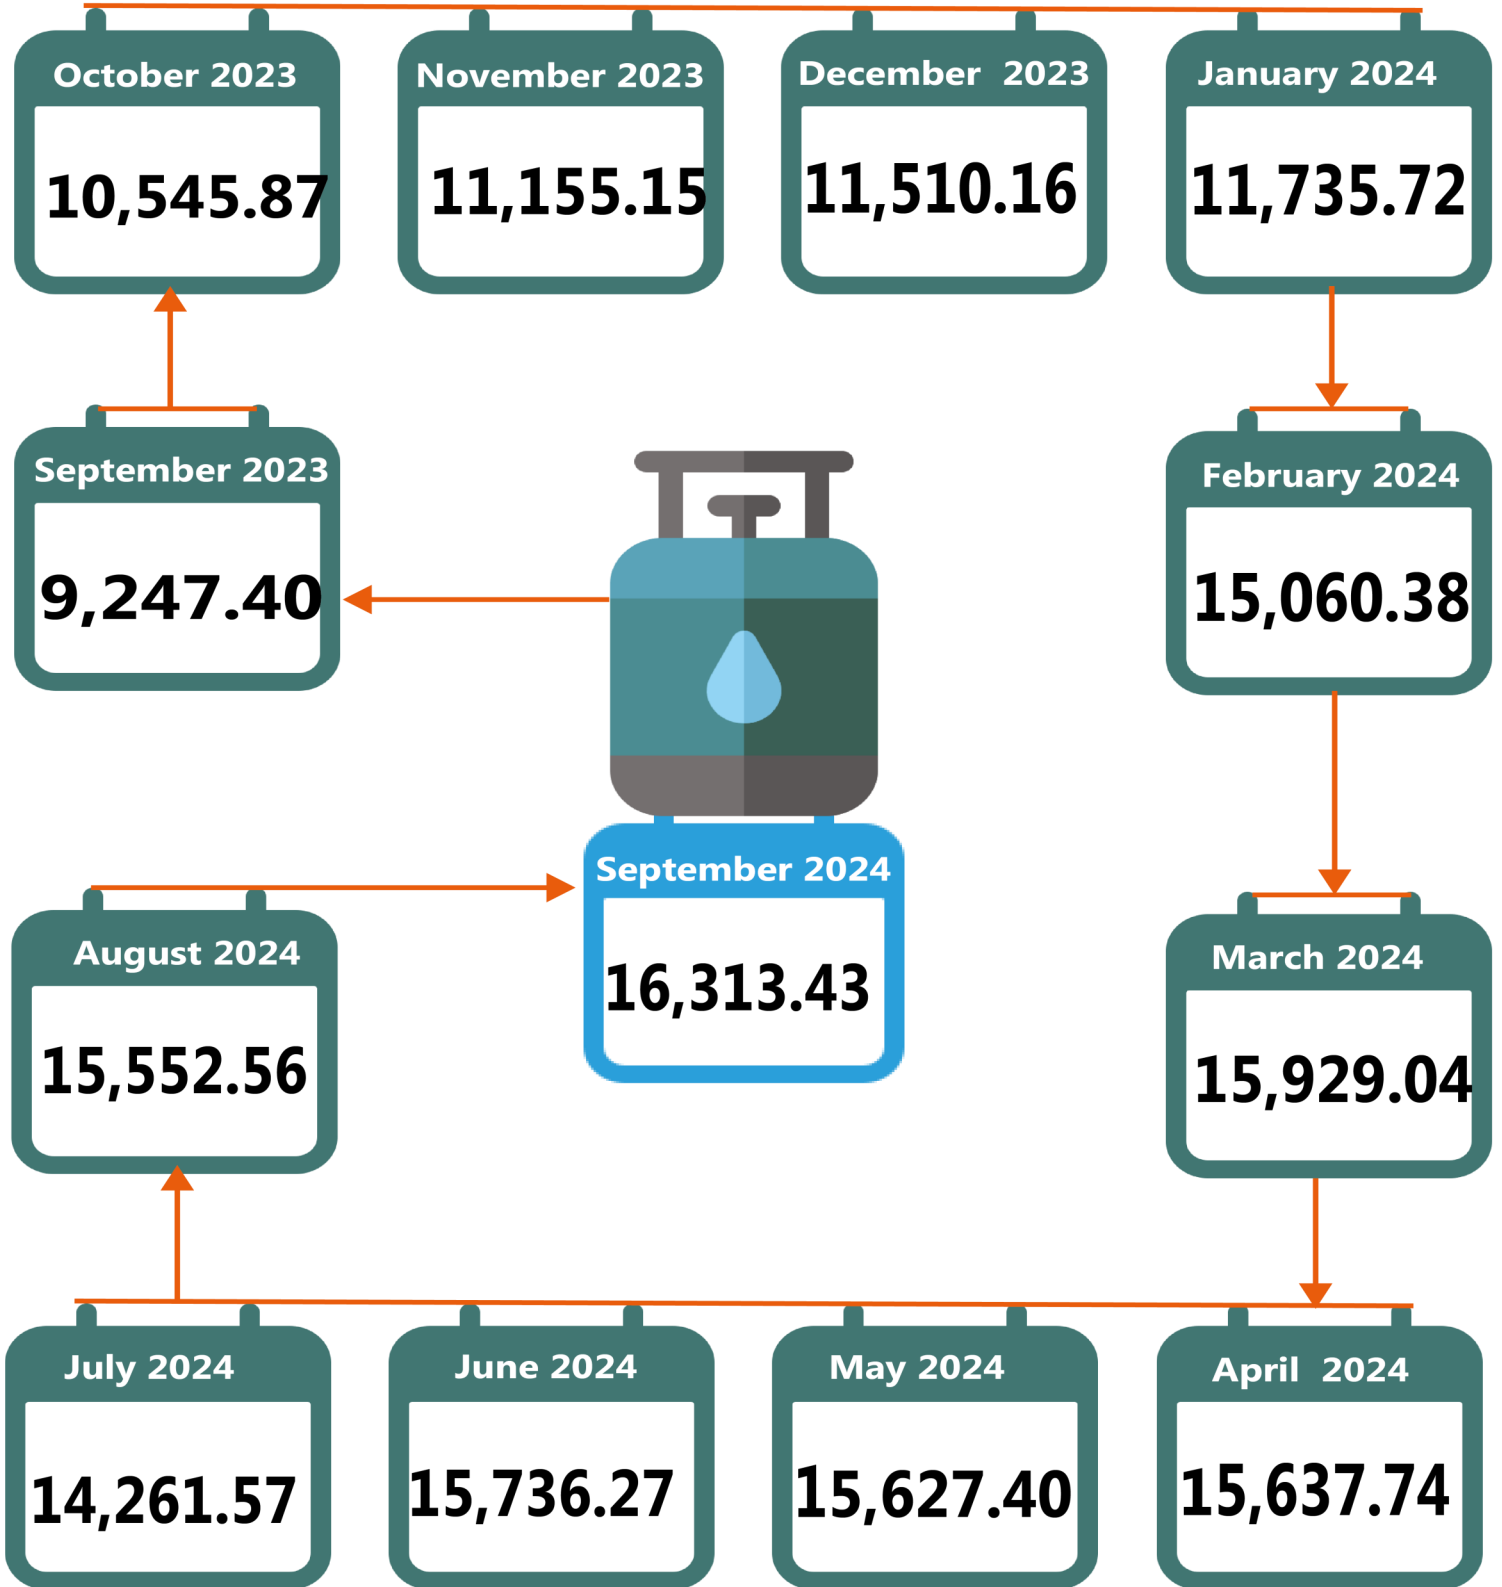 October 2023
10,545.87
November 2023
11,155.15
December 2023
11,510.16
January 2024
11,735.72
September 2023
9,247.40
February 2024
15,060.38
September 2024
16,313.43
August 2024
15,552.56
March 2024
15,929.04
July 2024
14,261.57
June 2024
15,736.27
May 2024
15,627.40
April 2024
15,637.74